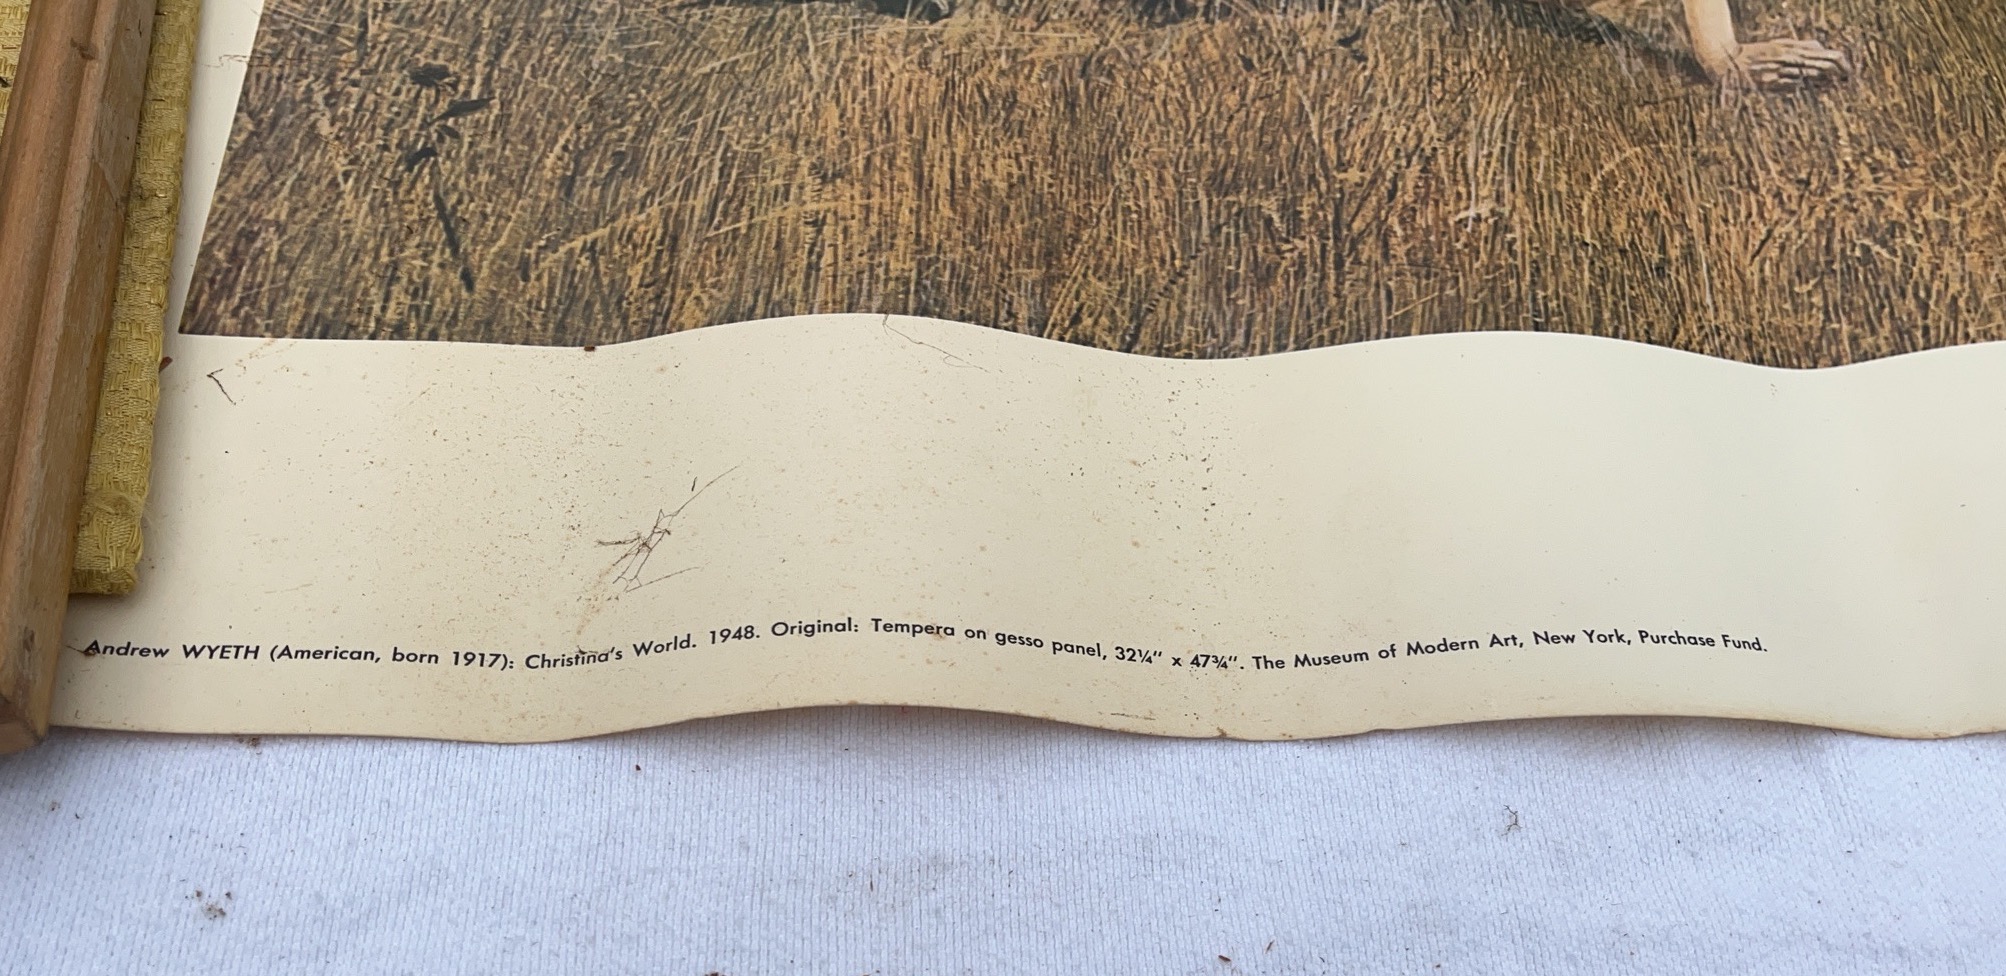 Andrew WYETH (American, born 1917): Christina's World. 1948. Original: Tempera on gesso panel, 32¼" x 47¾". The Museum of Modern Art, New York, Purchase Fund.